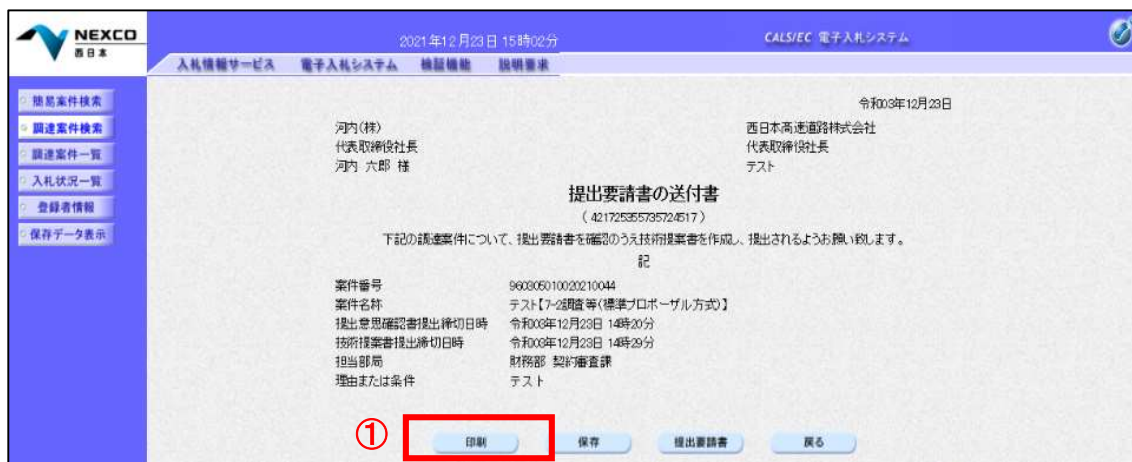 NEXCO
西日本
2021年12月23日 15時02分
CALS/EC 電子入札システム
入札情報サービス 電子入札システム 検証機能 説明要求
簡易案件検索
調達案件検索
調達案件一覧
入札状況一覧
登録者情報
保存データ表示
令和03年12月23日
河内(株)
代表取締役社長
河内 六郎 様
西日本高速道路株式会社
代表取締役社長
テスト
提出要請書の送付書
(421725355735724517)
下記の調達案件について、提出要請書を確認のうえ技術提案書を作成し、提出されるようお願い致します。
記
案件番号 960305010020210044
案件名称 テスト【7-2調査等(標準プロポーザル方式)】
提出意思確認書提出締切日時 令和03年12月23日 14時20分
技術提案書提出締切日時 令和03年12月23日 14時29分
担当部局 財務部 契約審査課
理由または条件 テスト
① 印刷 保存 提出要請書 戻る